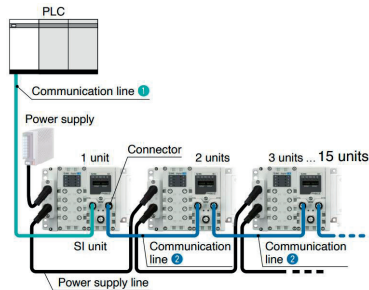 PLC
Communication line 1
Power supply
1 unit
Connector
2 units
3 units ... 15 units
SI unit
Communication
line 2
Communication
line 2
Power supply line